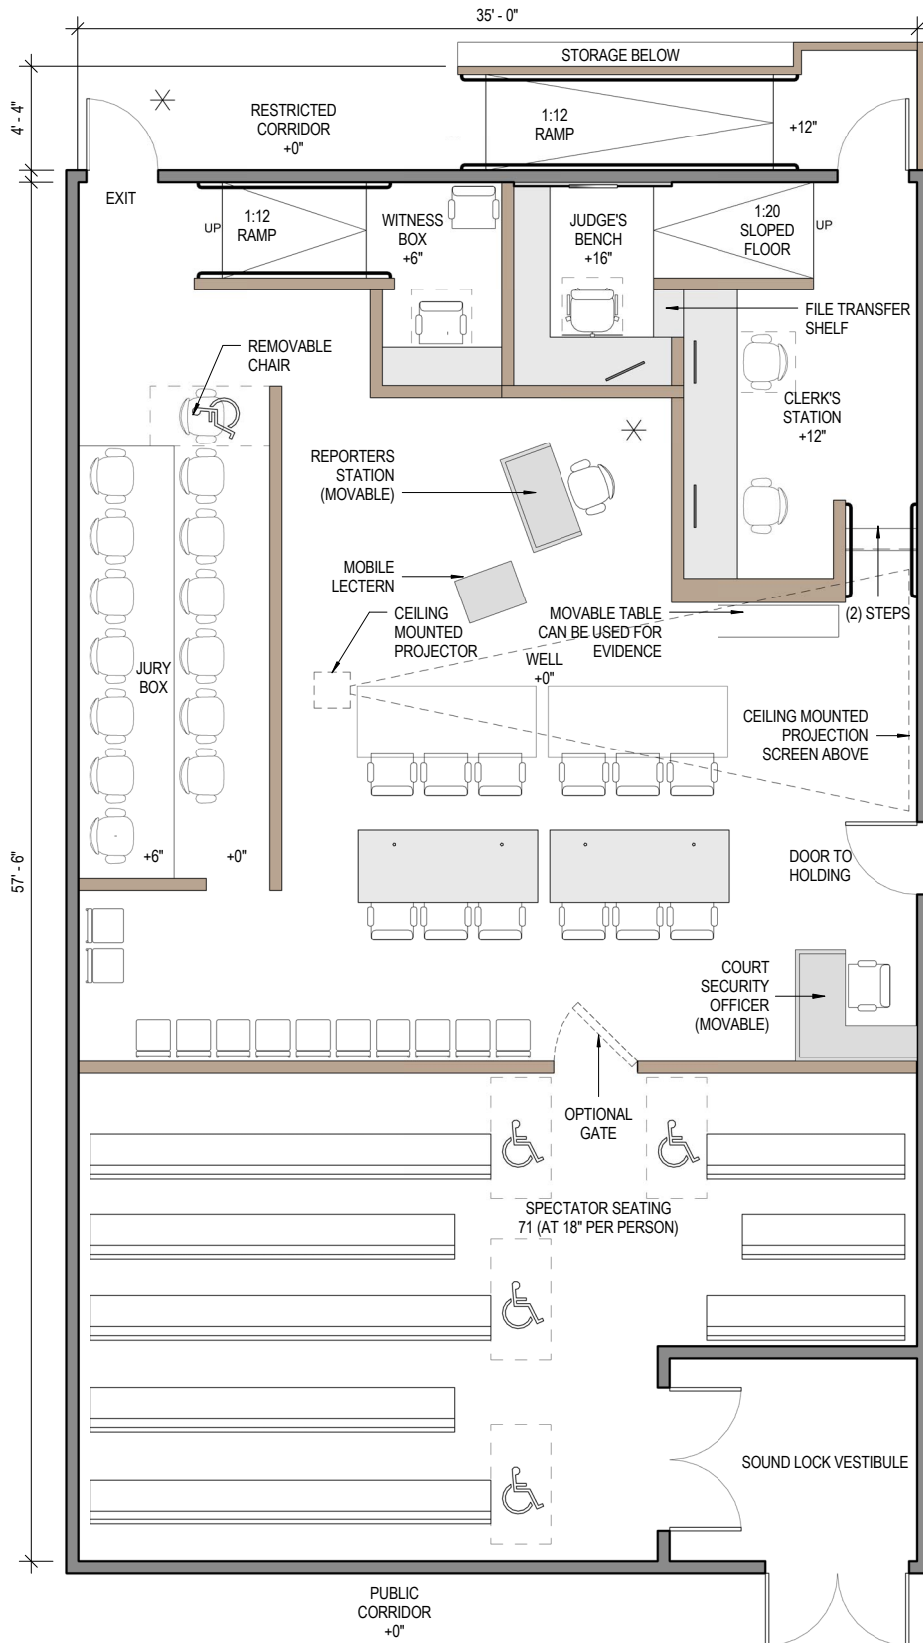 35' - 0"
STORAGE BELOW
4' - 4"
RESTRICTED
CORRIDOR
+0"
1:12
RAMP
+12"
EXIT
UP
1:12
RAMP
WITNESS
BOX
+6"
JUDGE'S
BENCH
+16"
1:20
SLOPED
FLOOR
UP
FILE TRANSFER
SHELF
REMOVABLE
CHAIR
CLERK'S
STATION
+12"
REPORTERS
STATION
(MOVABLE)
MOBILE
LECTERN
CEILING
MOUNTED
PROJECTOR
MOVABLE TABLE
CAN BE USED FOR
EVIDENCE
(2) STEPS
WELL
+0"
JURY
BOX
CEILING MOUNTED
PROJECTION
SCREEN ABOVE
57' - 6"
+6"
+0"
DOOR TO
HOLDING
COURT
SECURITY
OFFICER
(MOVABLE)
OPTIONAL
GATE
SPECTATOR SEATING
71 (AT 18" PER PERSON)
SOUND LOCK VESTIBULE
PUBLIC
CORRIDOR
+0"